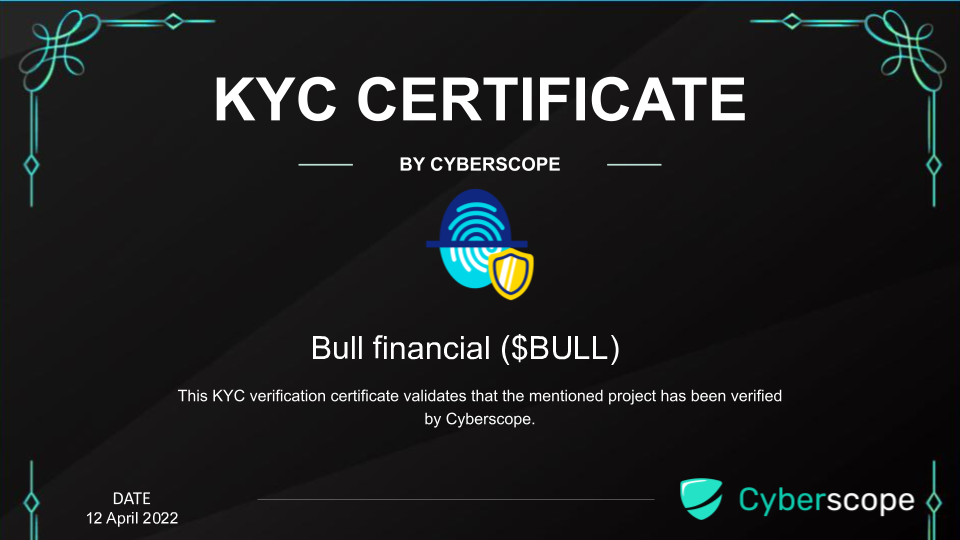 KYC CERTIFICATE
BY CYBERSCOPE
Bull financial ($BULL)
This KYC verification certificate validates that the mentioned project has been verified
by Cyberscope.
DATE
12 April 2022
Cyberscope